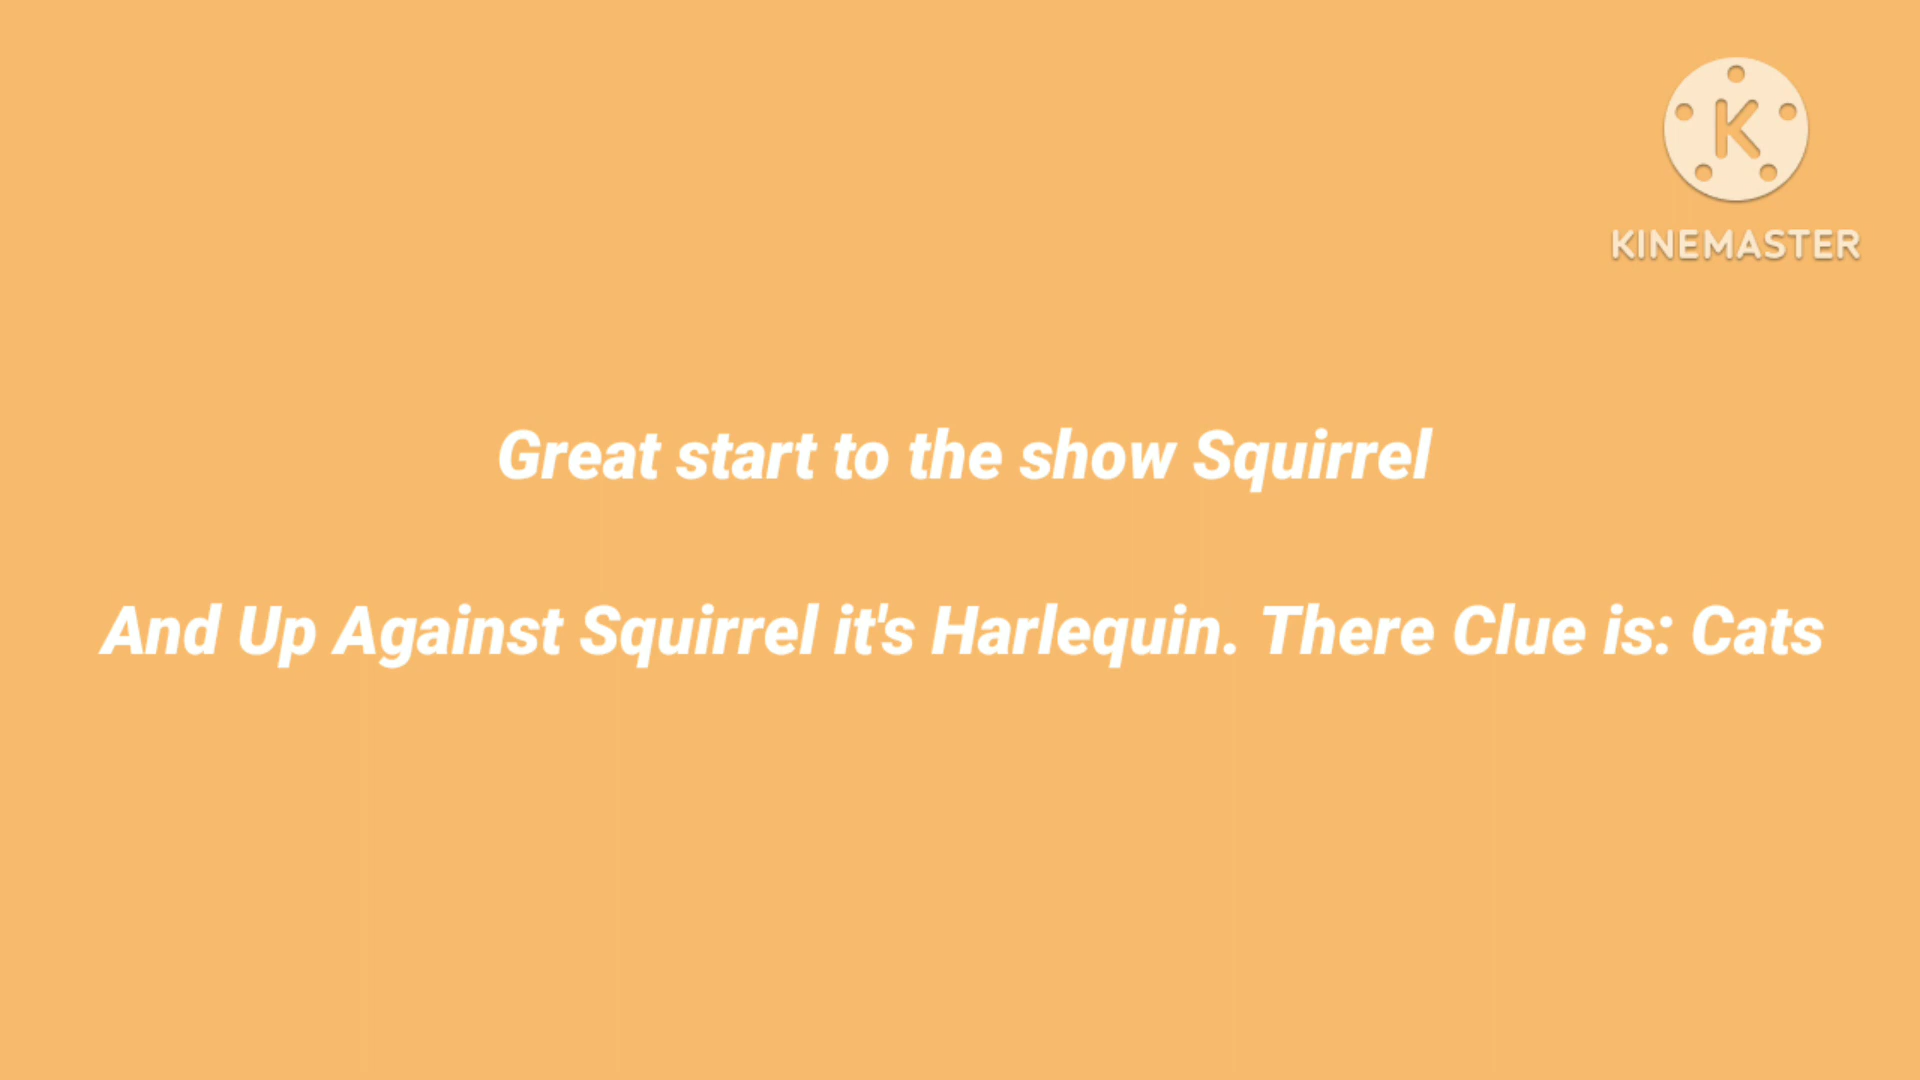 K
KINEMASTER
Great start to the show Squirrel
And Up Against Squirrel it's Harlequin. There Clue is: Cats